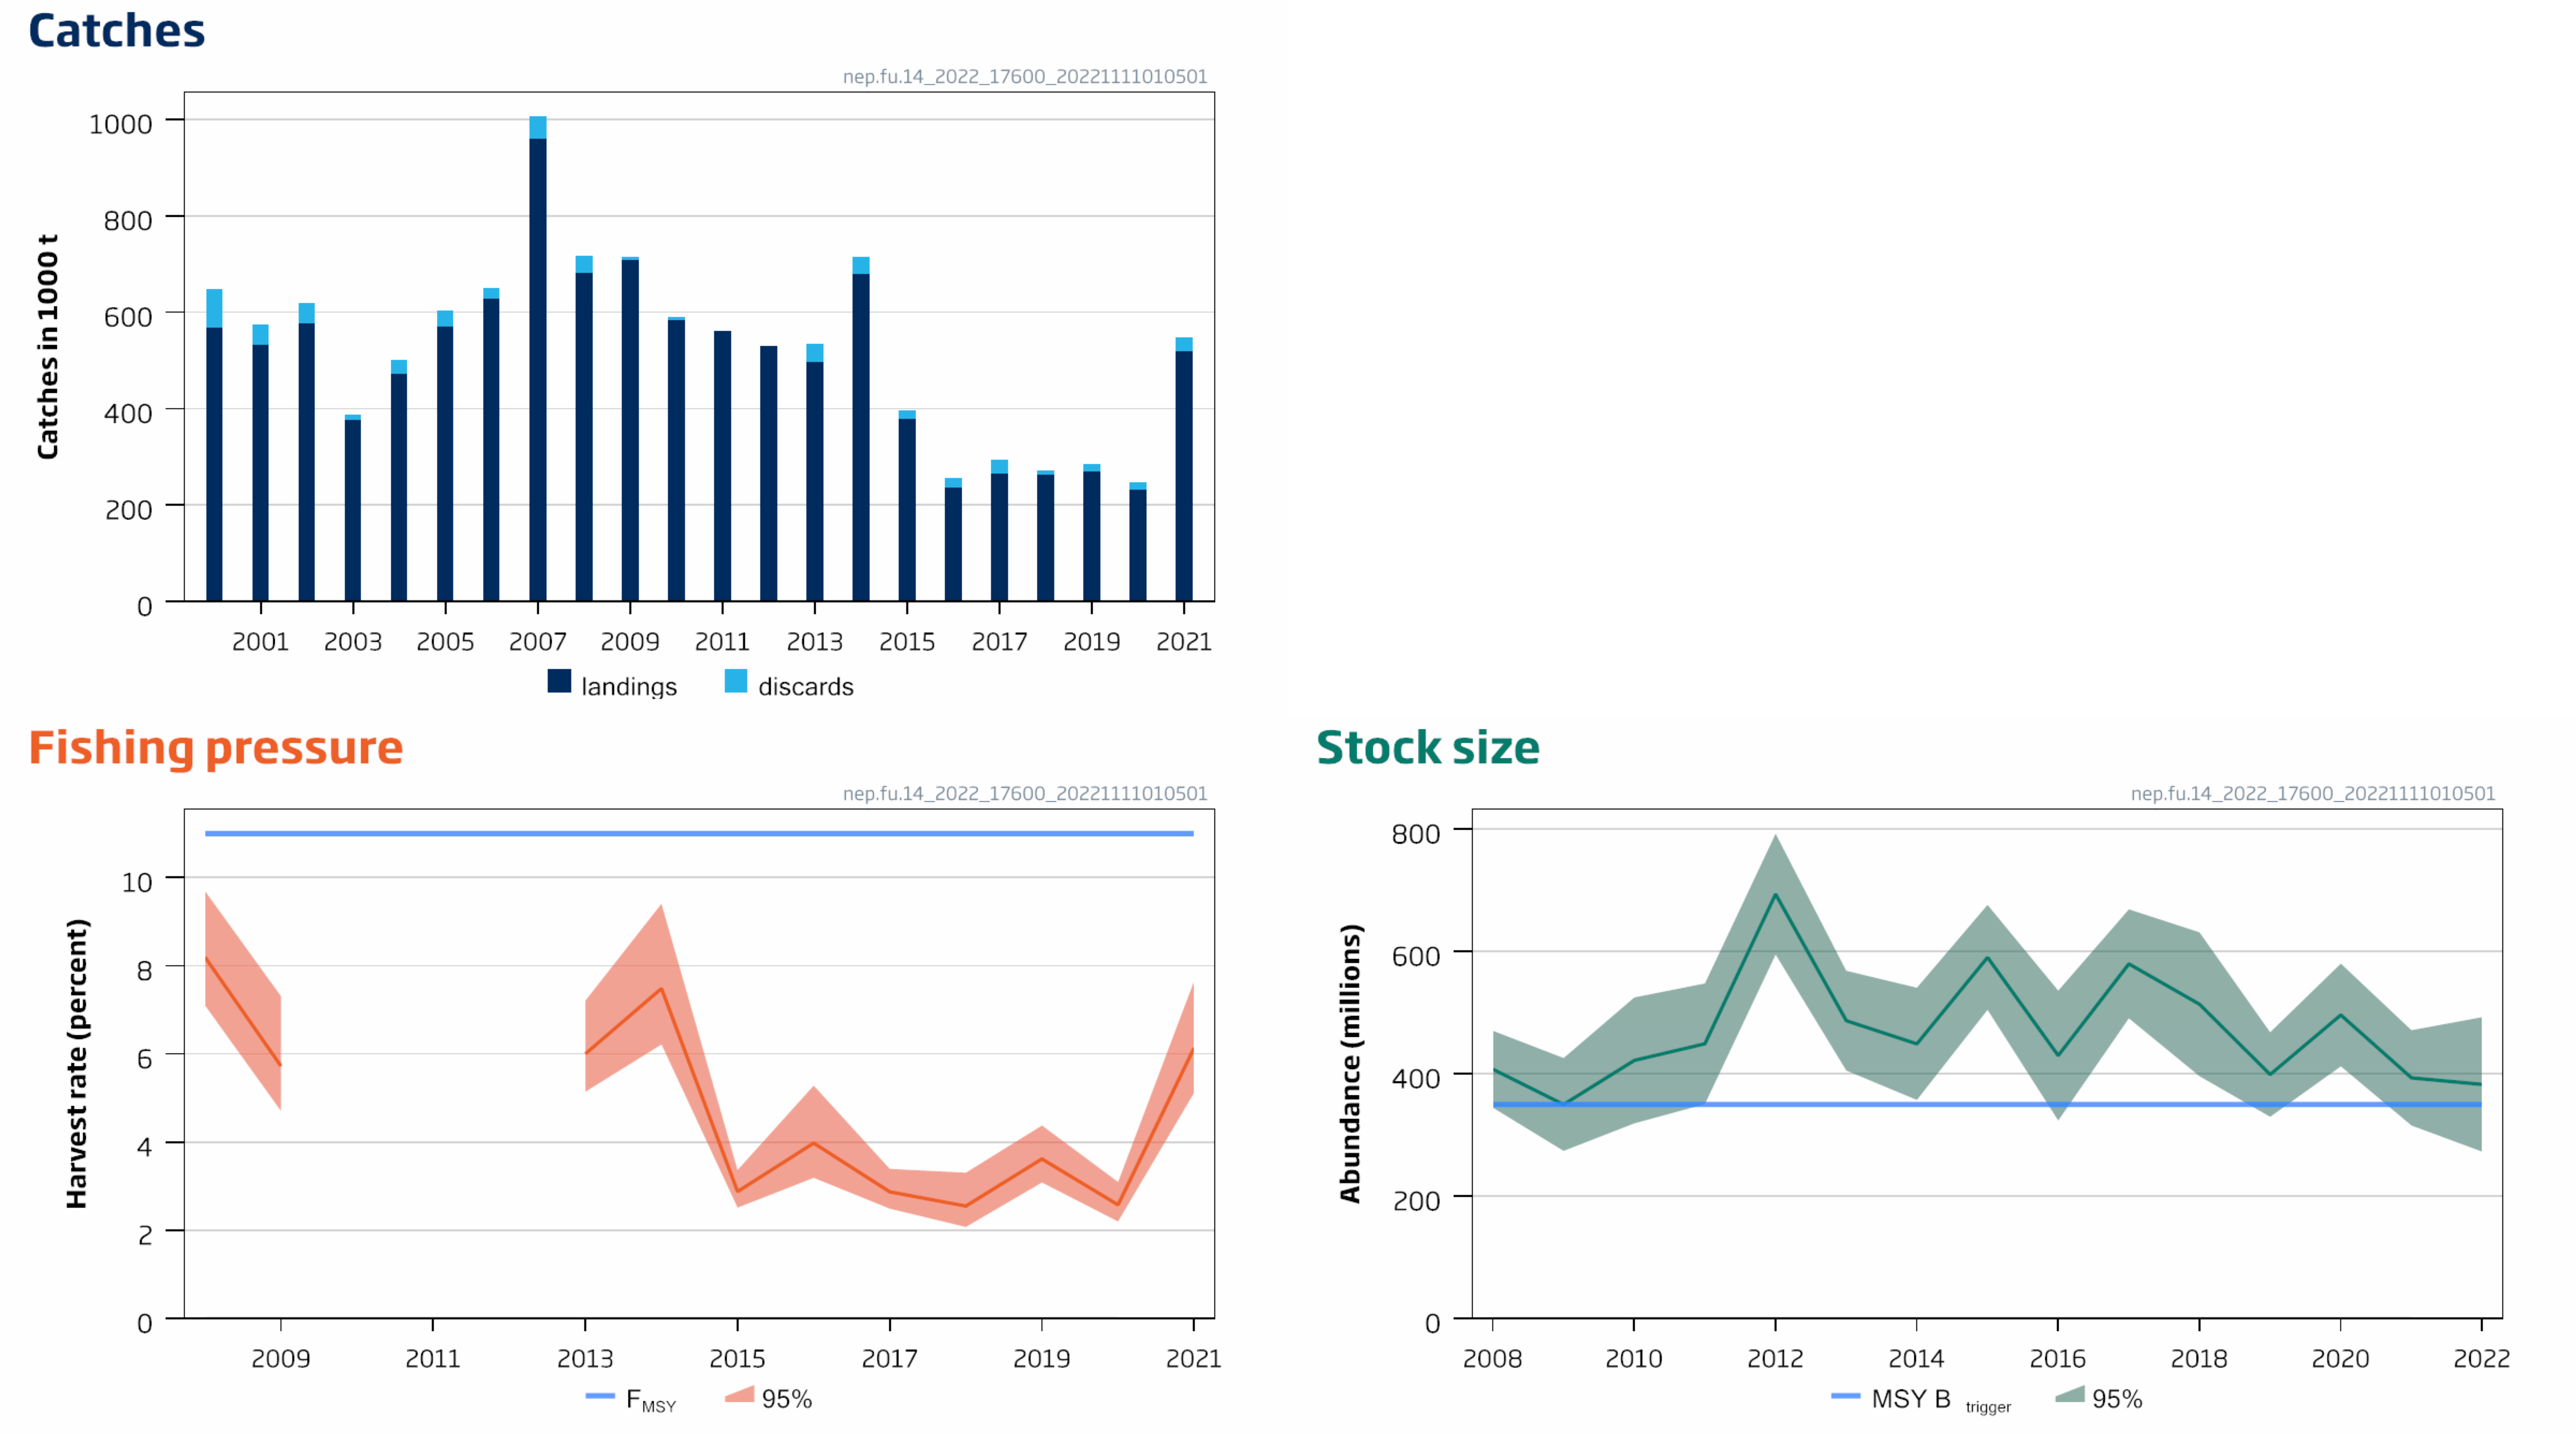 Catches
nep.fu.14_2022_17600_20221111010501
Catches in 1000 t
1000
800
600
400
200
0
2001 2003 2005 2007 2009 2011 2013 2015 2017 2019 2021
landings discards
Fishing pressure
nep.fu.14_2022_17600_20221111010501
Harvest rate (percent)
10
8
6
4
2
0
2009 2011 2013 2015 2017 2019 2021
FMSY 95%
Stock size
nep.fu.14_2022_17600_20221111010501
Abundance (millions)
800
600
400
200
0
2008 2010 2012 2014 2016 2018 2020 2022
MSY B trigger 95%